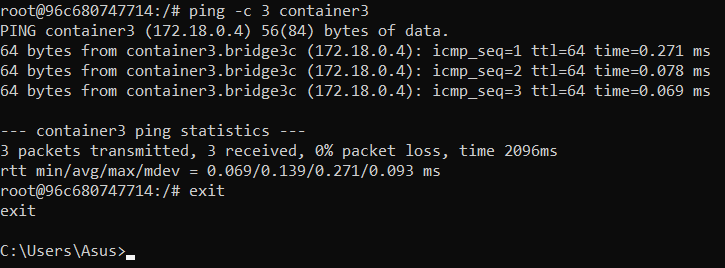 root@96c680747714:/# ping -c 3 container3
PING container3 (172.18.0.4) 56(84) bytes of data.
64 bytes from container3.bridge3c (172.18.0.4): icmp_seq=1 ttl=64 time=0.271 ms
64 bytes from container3.bridge3c (172.18.0.4): icmp_seq=2 ttl=64 time=0.078 ms
64 bytes from container3.bridge3c (172.18.0.4): icmp_seq=3 ttl=64 time=0.069 ms

--- container3 ping statistics ---
3 packets transmitted, 3 received, 0% packet loss, time 2096ms
rtt min/avg/max/mdev = 0.069/0.139/0.271/0.093 ms
root@96c680747714:/# exit
exit

C:\Users\Asus>